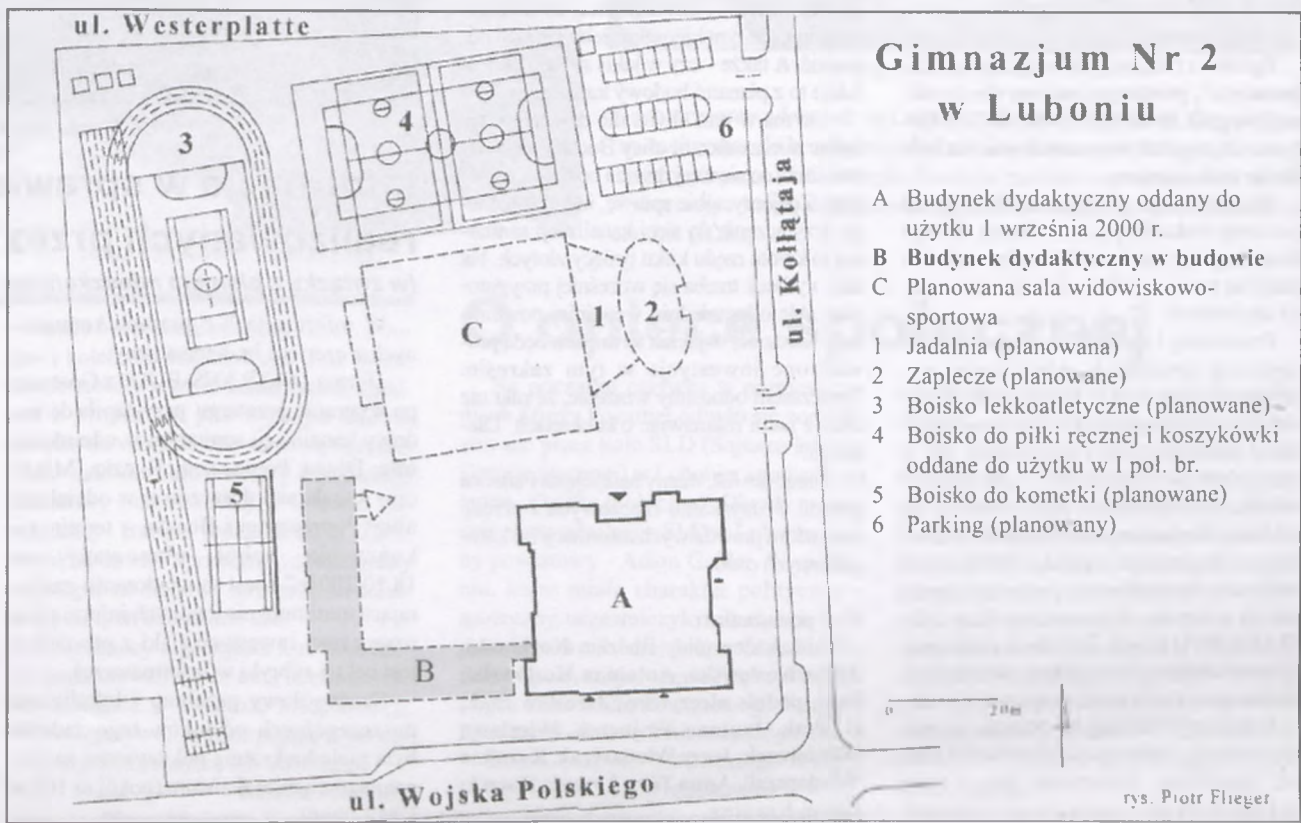 ul. Westerplatte
Gimnazjum Nr 2
w Luboniu
A Budynek dydaktyczny oddany do
użytku 1 września 2000 r.
B Budynek dydaktyczny w budowie
C Planowana sala widowiskowo-
sportowa
1 Jadalnia (planowana)
2 Zaplecze (planowane)
3 Boisko lekkoatletyczne (planowane)
4 Boisko do piłki ręcznej i koszykówki
oddane do użytku w I poł. br.
5 Boisko do kometki (planowane)
6 Parking (planowany)
3
4
6
ul. Kołłątaja
C
1
2
5
A
B
ul. Wojska Polskiego
rys. Piotr Flieger